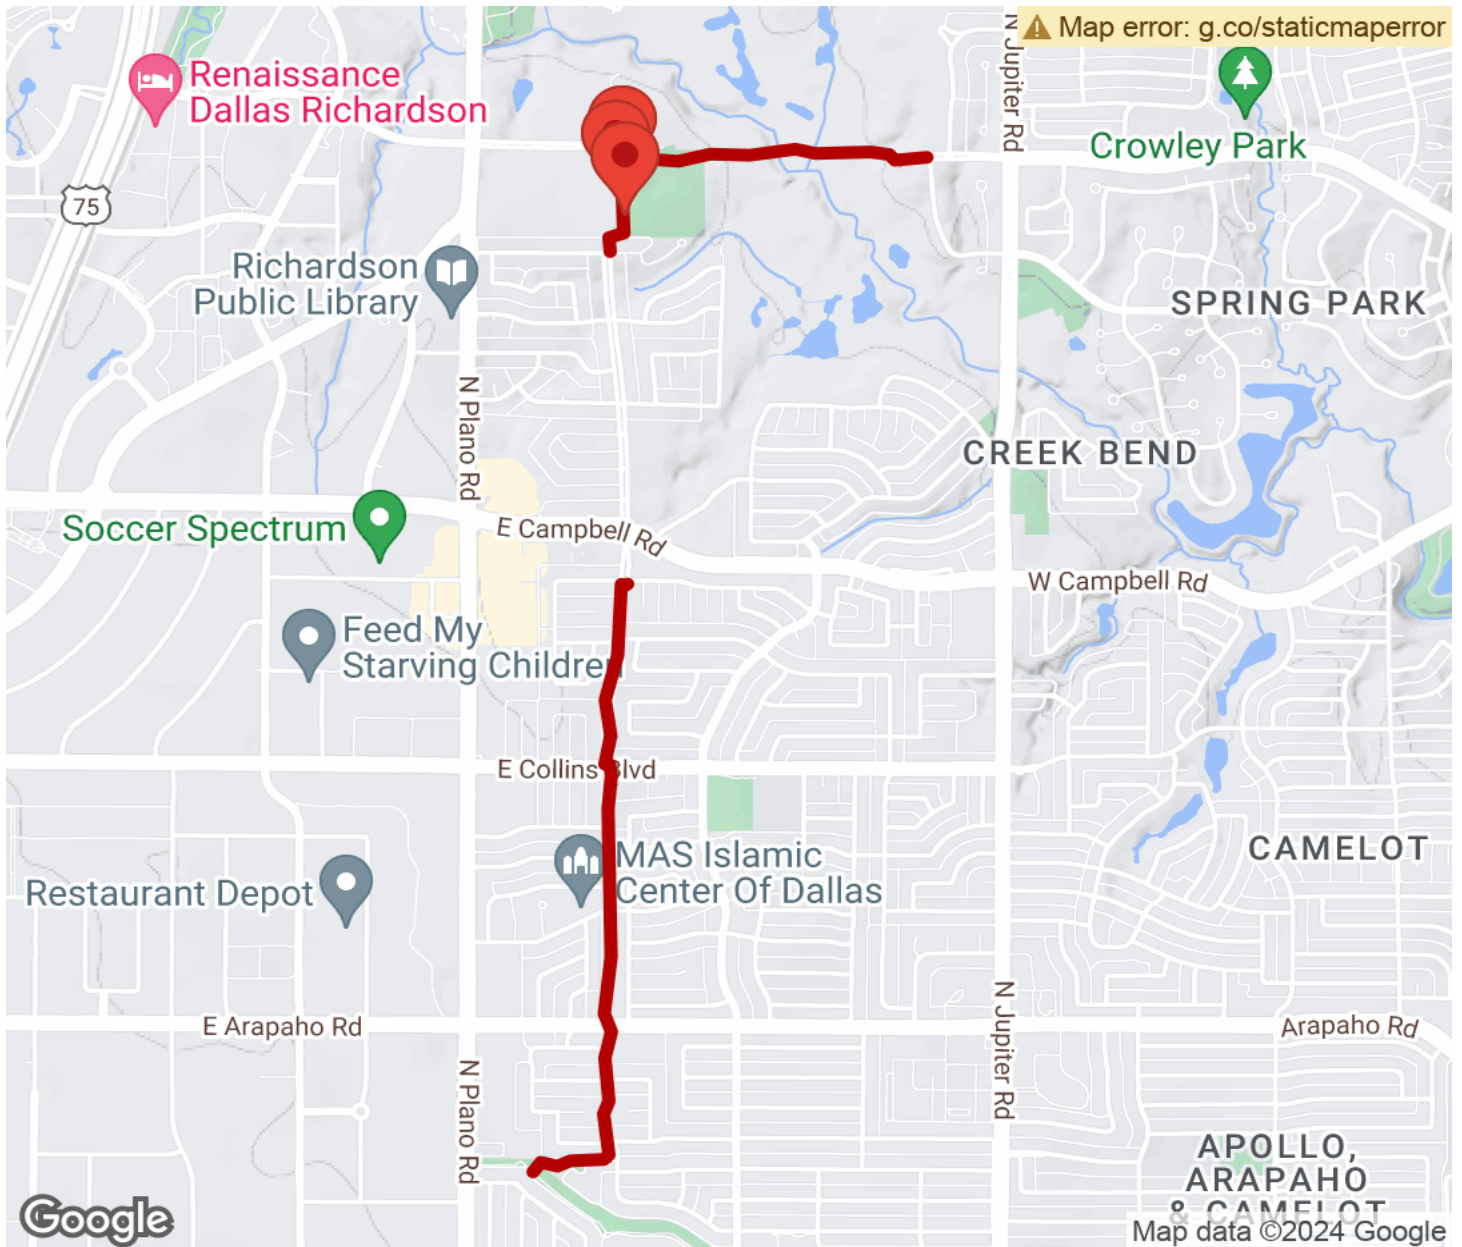 Map error: g.co/staticmaperror
N Jupiter Rd
Renaissance
Dallas Richardson
Crowley Park
75
Richardson
Public Library
SPRING PARK
N Plano Rd
CREEK BEND
Soccer Spectrum
E Campbell Rd
W Campbell Rd
Feed My
Starving Children
E Collins Blvd
MAS Islamic
Center Of Dallas
CAMELOT
Restaurant Depot
N Jupiter Rd
E Arapaho Rd
Arapaho Rd
N Plano Rd
APOLLO,
ARAPAHO
& CAMELOT
Google
Map data ©2024 Google